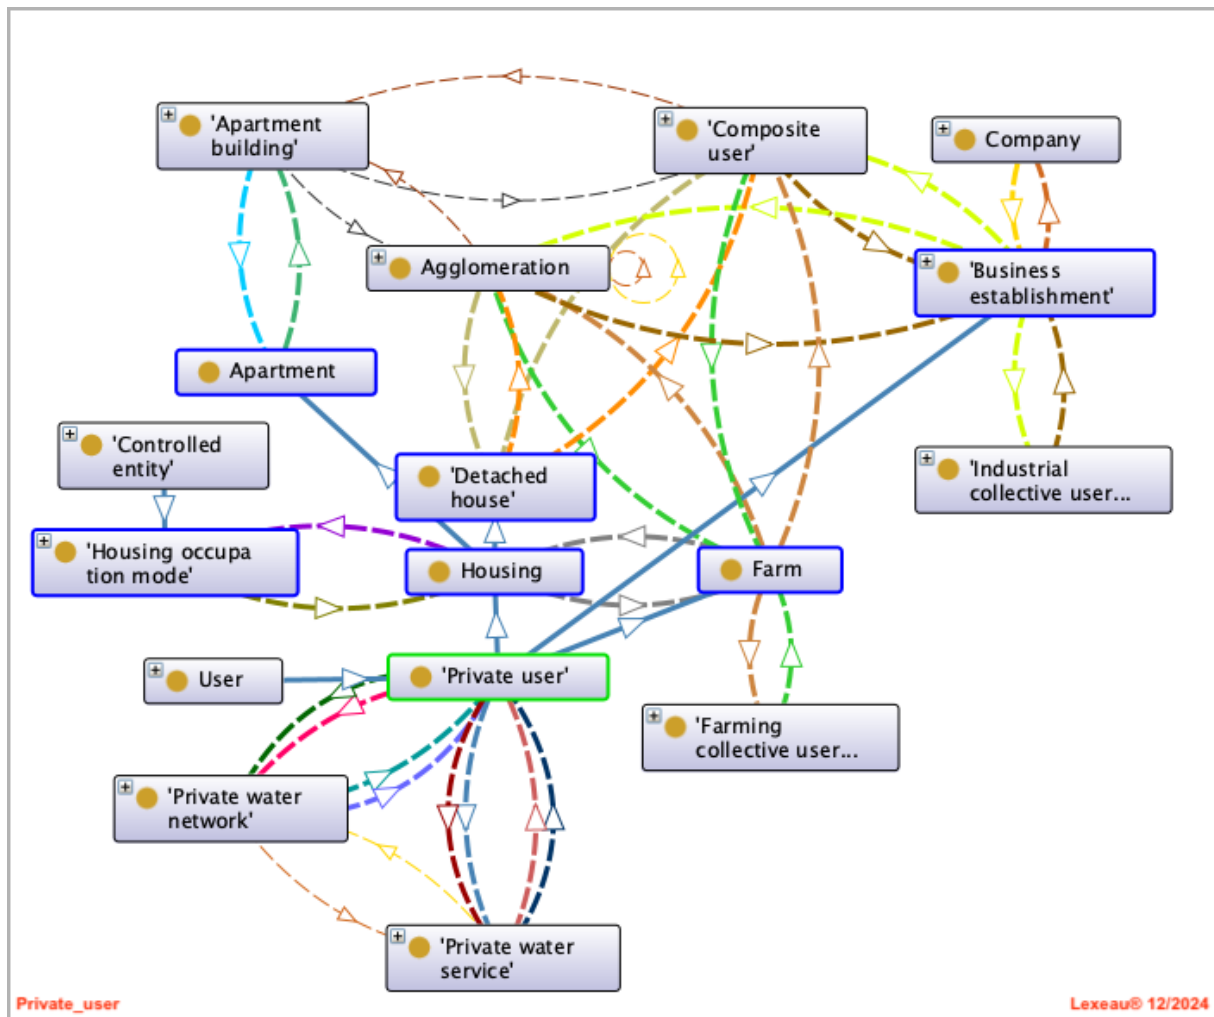 'Apartment
building'
'Composite
user'
Company
Agglomeration
'Business
establishment'
Apartment
'Controlled
entity'
'Detached
house'
'Industrial
collective user...
'Housing occupa
tion mode'
Housing
Farm
User
'Private user'
'Farming
collective user...
'Private water
network'
'Private water
service'
Private_user
Lexeau® 12/2024